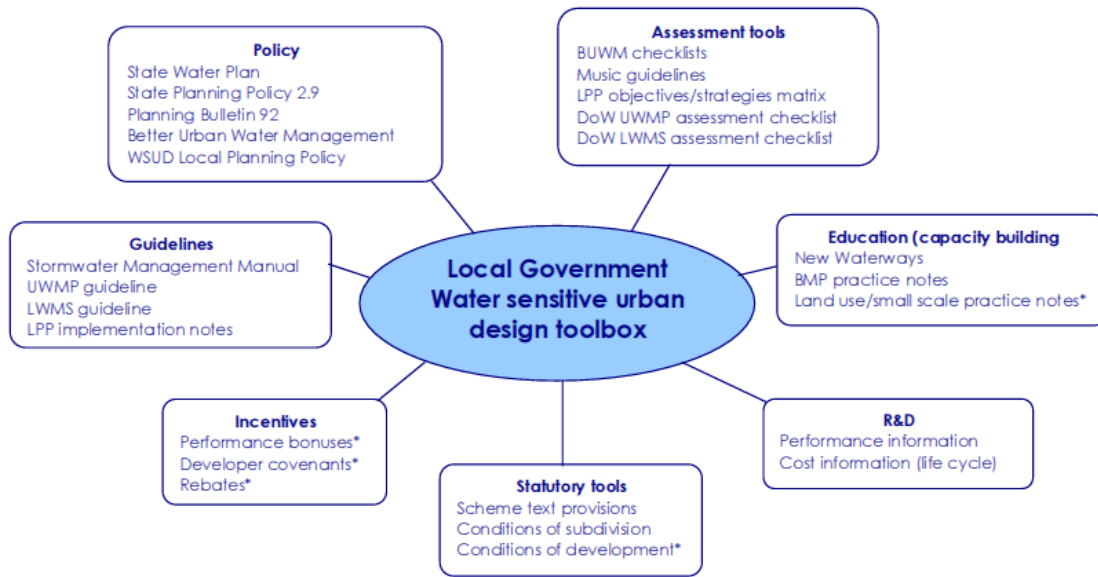 Policy
State Water Plan
State Planning Policy 2.9
Planning Bulletin 92
Better Urban Water Management
WSUD Local Planning Policy
Assessment tools
BUWM checklists
Music guidelines
LPP objectives/strategies matrix
DoW UWMP assessment checklist
DoW LWMS assessment checklist
Guidelines
Stormwater Management Manual
UWMP guideline
LWMS guideline
LPP implementation notes
Local Government
Water sensitive urban
design toolbox
Education (capacity building
New Waterways
BMP practice notes
Land use/small scale practice notes*
Incentives
Performance bonuses*
Developer covenants*
Rebates*
Statutory tools
Scheme text provisions
Conditions of subdivision
Conditions of development*
R&D
Performance information
Cost information (life cycle)